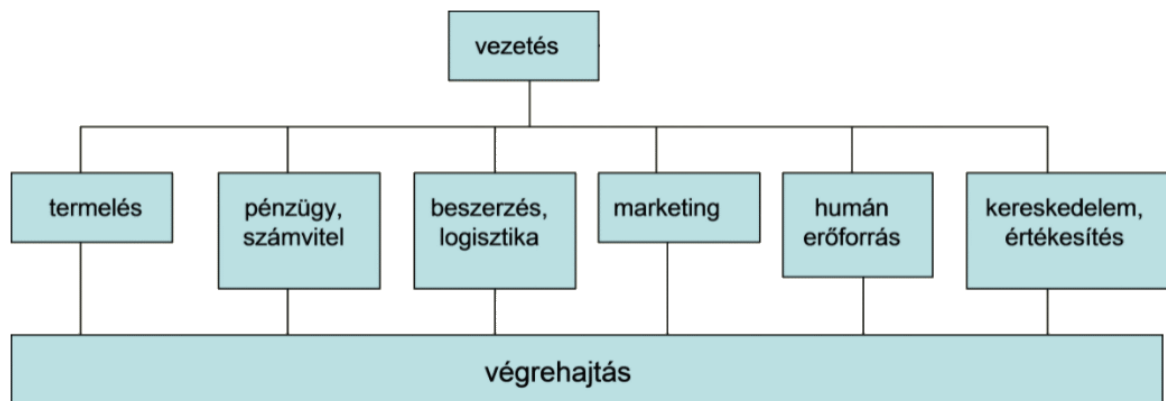 vezetés
termelés
pénzügy,
számvitel
beszerzés,
logisztika
marketing
humán
erőforrás
kereskedelem,
értékesítés
végrehajtás